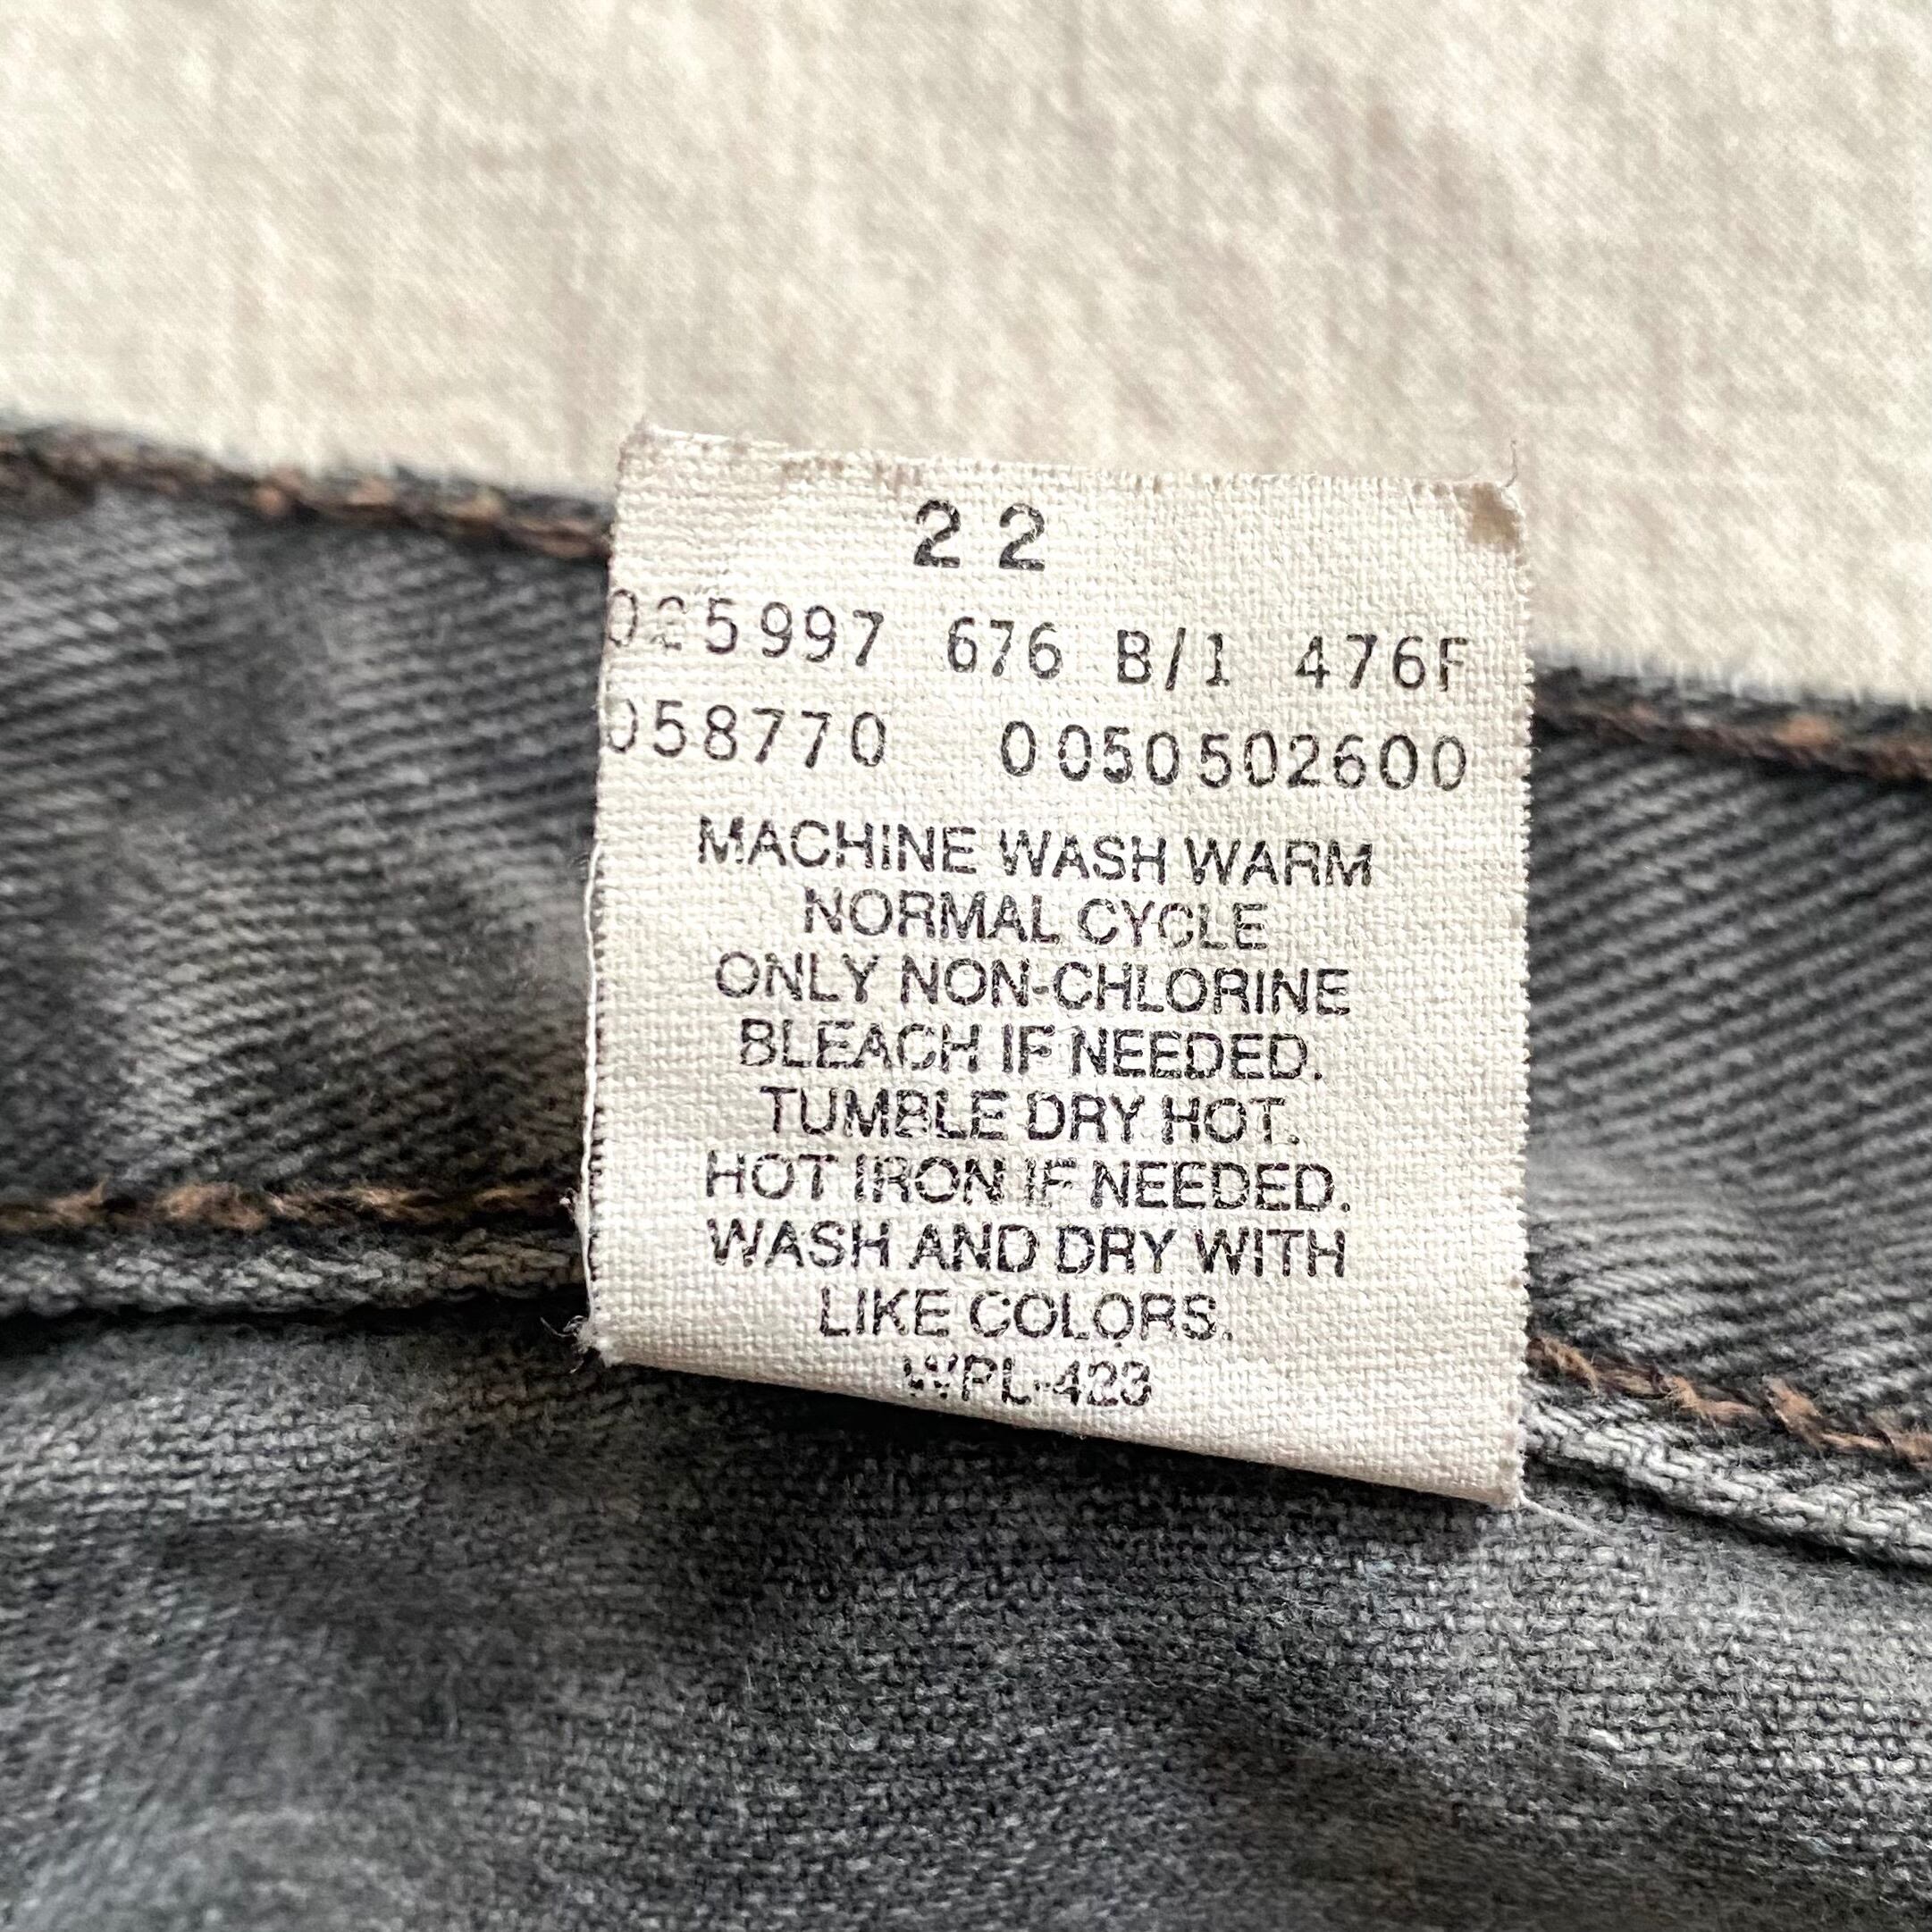 22
025997 676 B/1 476F
058770 0050502600
MACHINE WASH WARM
NORMAL CYCLE
ONLY NON-CHLORINE
BLEACH IF NEEDED.
TUMBLE DRY HOT.
HOT IRON IF NEEDED.
WASH AND DRY WITH
LIKE COLORS.
WPL-423